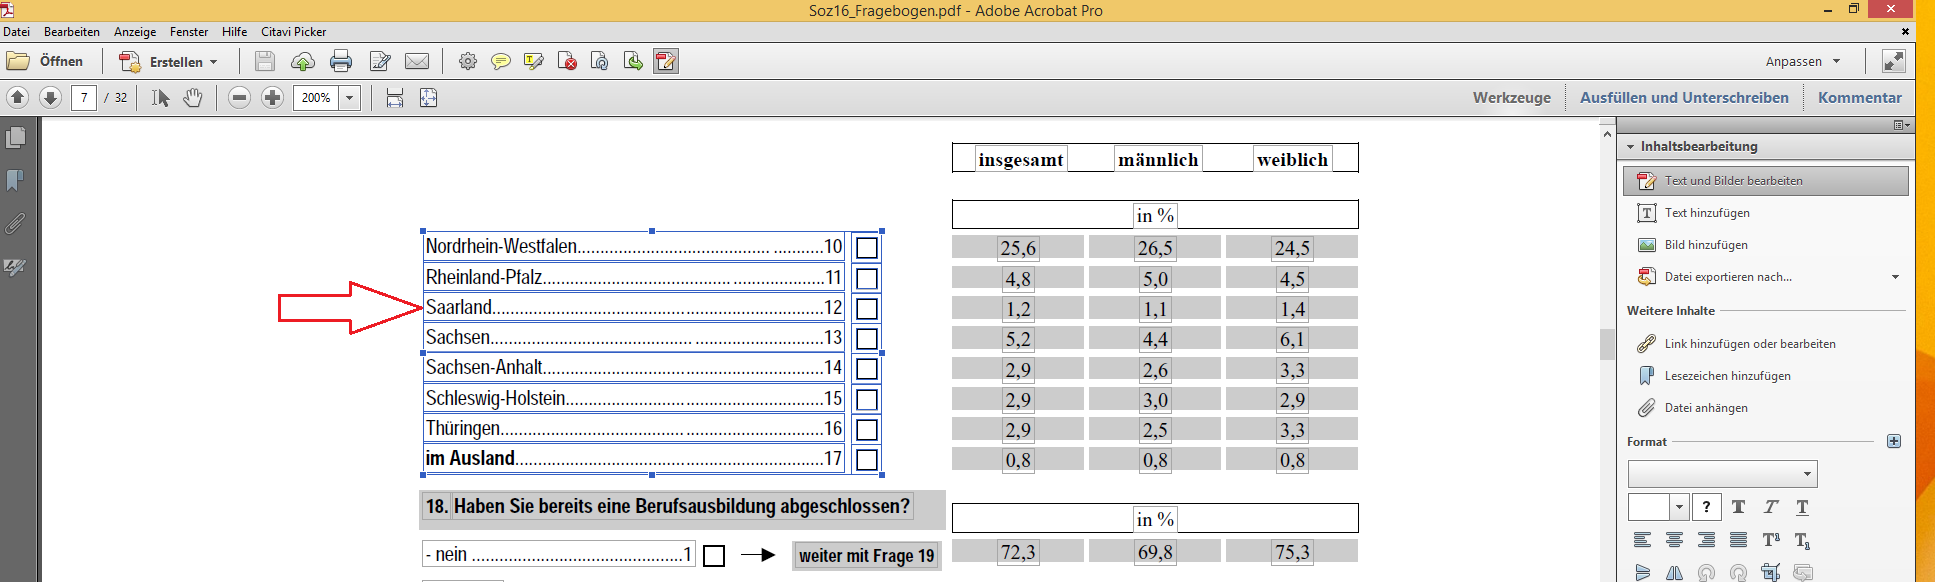 Soz16_Fragebogen.pdf - Adobe Acrobat Pro
Datei Bearbeiten Anzeige Fenster Hilfe Citavi Picker
Öffnen Erstellen Anpassen
7 / 32 200% Werkzeuge Ausfüllen und Unterschreiben Kommentar
Inhaltsbearbeitung
Text und Bilder bearbeiten
Text hinzufügen
Bild hinzufügen
Datei exportieren nach...
Weitere Inhalte
Link hinzufügen oder bearbeiten
Lesezeichen hinzufügen
Datei anhängen
Format
insgesamt männlich weiblich
in %
Nordrhein-Westfalen.......................................... ...........10 25,6 26,5 24,5
Rheinland-Pfalz.............................................................11 4,8 5,0 4,5
Saarland........................................................................12 1,2 1,1 1,4
Sachsen........................................................................13 5,2 4,4 6,1
Sachsen-Anhalt.............................................................14 2,9 2,6 3,3
Schleswig-Holstein........................................................15 2,9 3,0 2,9
Thüringen......................................................................16 2,9 2,5 3,3
im Ausland...................................................................17 0,8 0,8 0,8
18. Haben Sie bereits eine Berufsausbildung abgeschlossen?
in %
- nein ..............................................1 weiter mit Frage 19 72,3 69,8 75,3